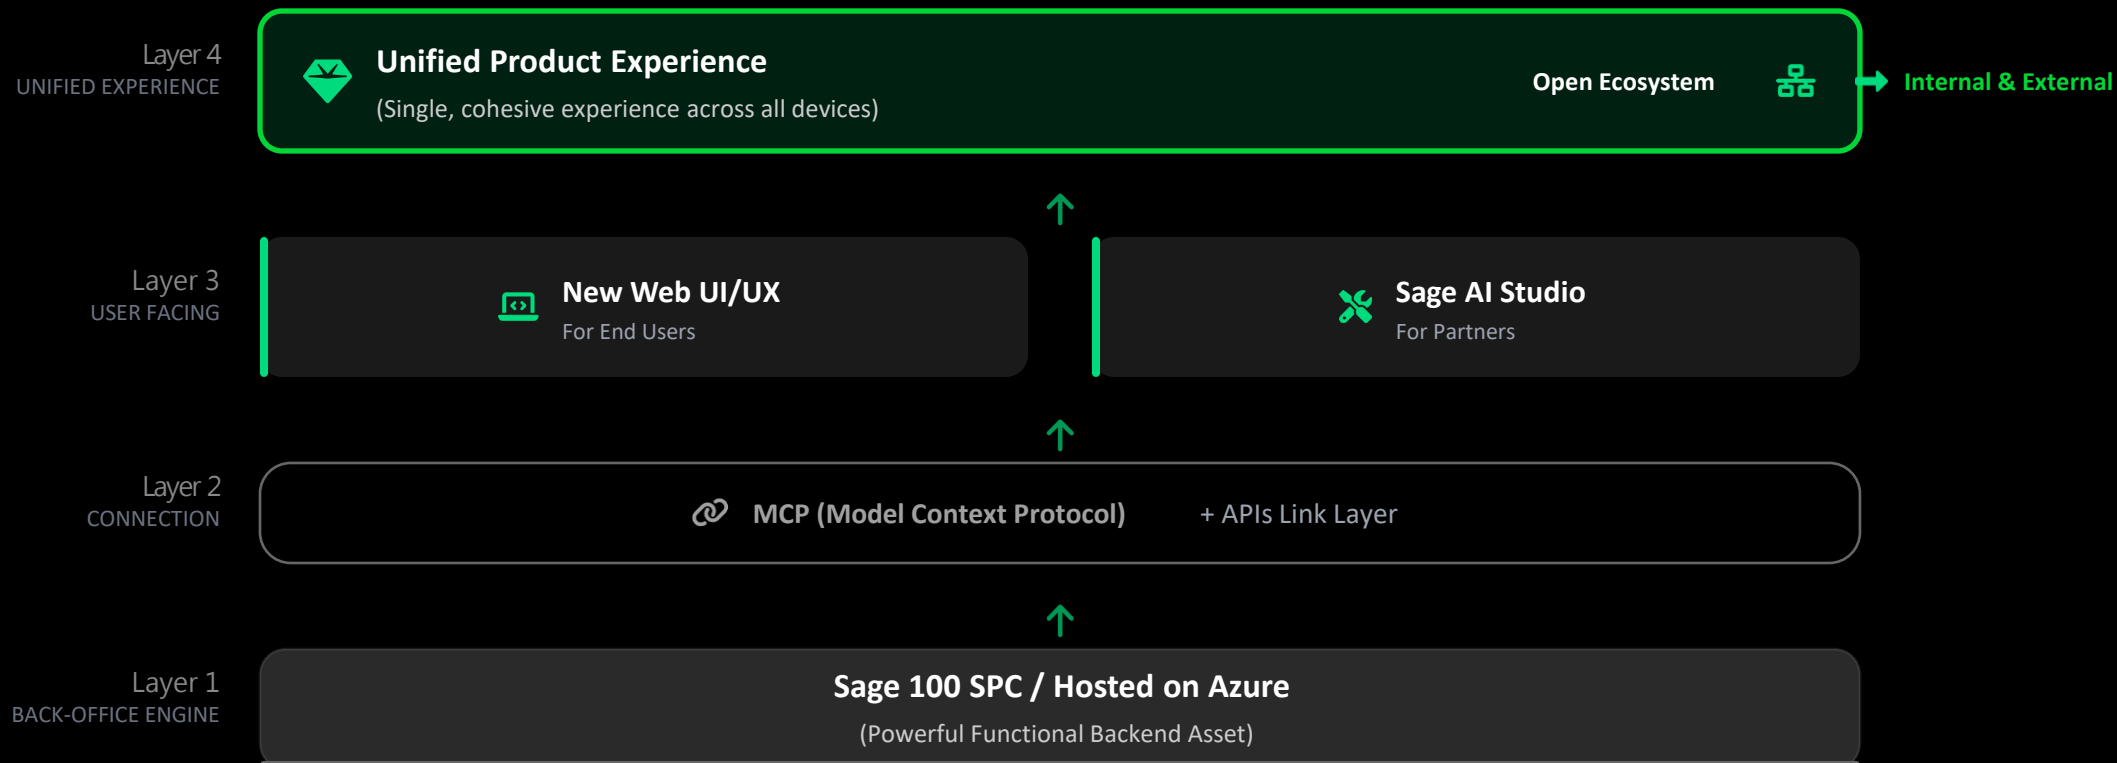 Layer 4
UNIFIED EXPERIENCE
Unified Product Experience
(Single, cohesive experience across all devices)
Open Ecosystem
Internal & External
Layer 3
USER FACING
New Web UI/UX
For End Users
Sage AI Studio
For Partners
Layer 2
CONNECTION
MCP (Model Context Protocol)
+ APIs Link Layer
Layer 1
BACK-OFFICE ENGINE
Sage 100 SPC / Hosted on Azure
(Powerful Functional Backend Asset)